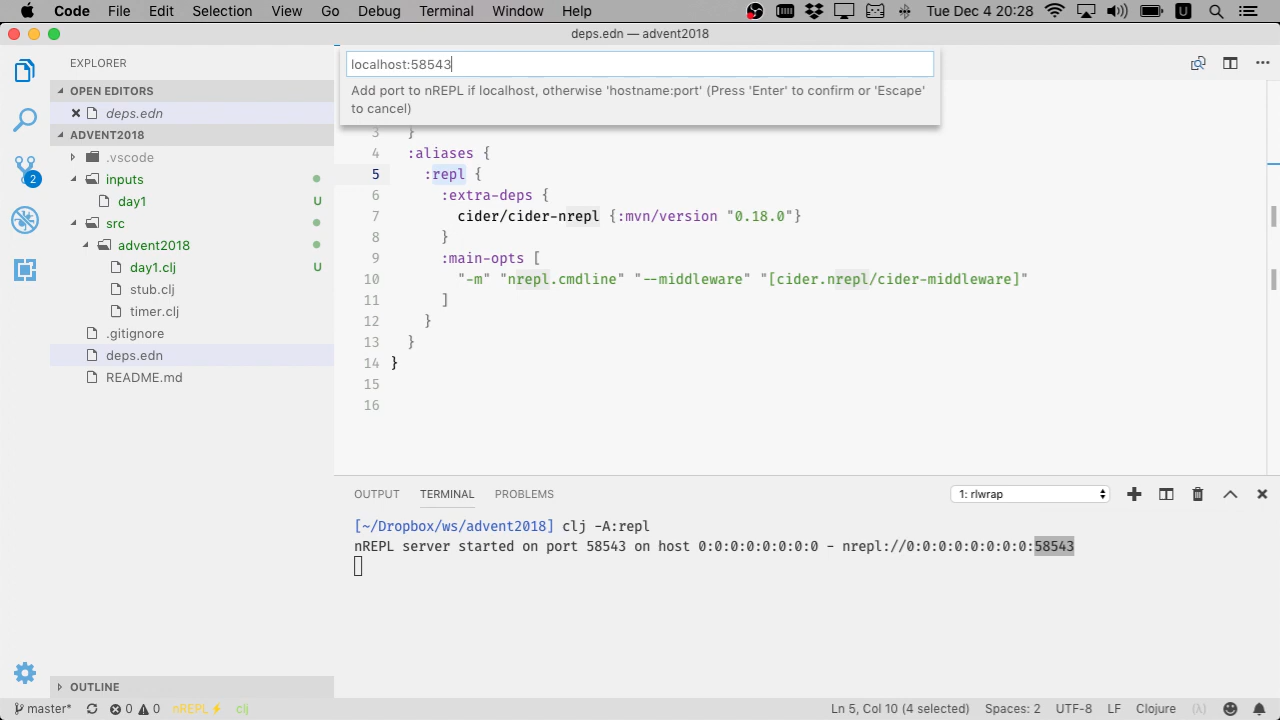 Code File Edit Selection View Go Debug Terminal Window Help Tue Dec 4 20:28
deps.edn — advent2018
EXPLORER
OPEN EDITORS
deps.edn
ADVENT2018
.vscode
inputs
day1 U
src
advent2018
day1.clj U
stub.clj
timer.clj
.gitignore
deps.edn
README.md
OUTLINE
localhost:58543
Add port to nREPL if localhost, otherwise 'hostname:port' (Press 'Enter' to confirm or 'Escape'
to cancel)
3 }
4 :aliases {
5 :repl {
6 :extra-deps {
7 cider/cider-nrepl {:mvn/version "0.18.0"}
8 }
9 :main-opts [
10 "-m" "nrepl.cmdline" "--middleware" "[cider.nrepl/cider-middleware]"
11 ]
12 }
13 }
14 }
15
16
OUTPUT TERMINAL PROBLEMS 1: rlwrap
[~/Dropbox/ws/advent2018] clj -A:repl
nREPL server started on port 58543 on host 0:0:0:0:0:0:0:0 - nrepl://0:0:0:0:0:0:0:0:58543
2
master* 0 0 nREPL⚡ clj Ln 5, Col 10 (4 selected) Spaces: 2 UTF-8 LF Clojure (λ)